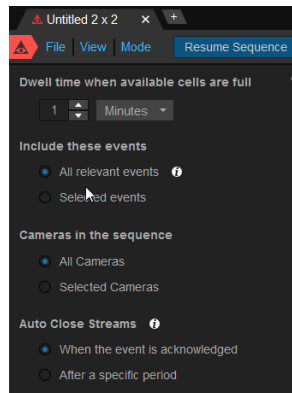 Untitled 2 x 2 × +
File View Mode Resume Sequence
Dwell time when available cells are full
1 Minutes
Include these events
All relevant events i
Selected events
Cameras in the sequence
All Cameras
Selected Cameras
Auto Close Streams i
When the event is acknowledged
After a specific period